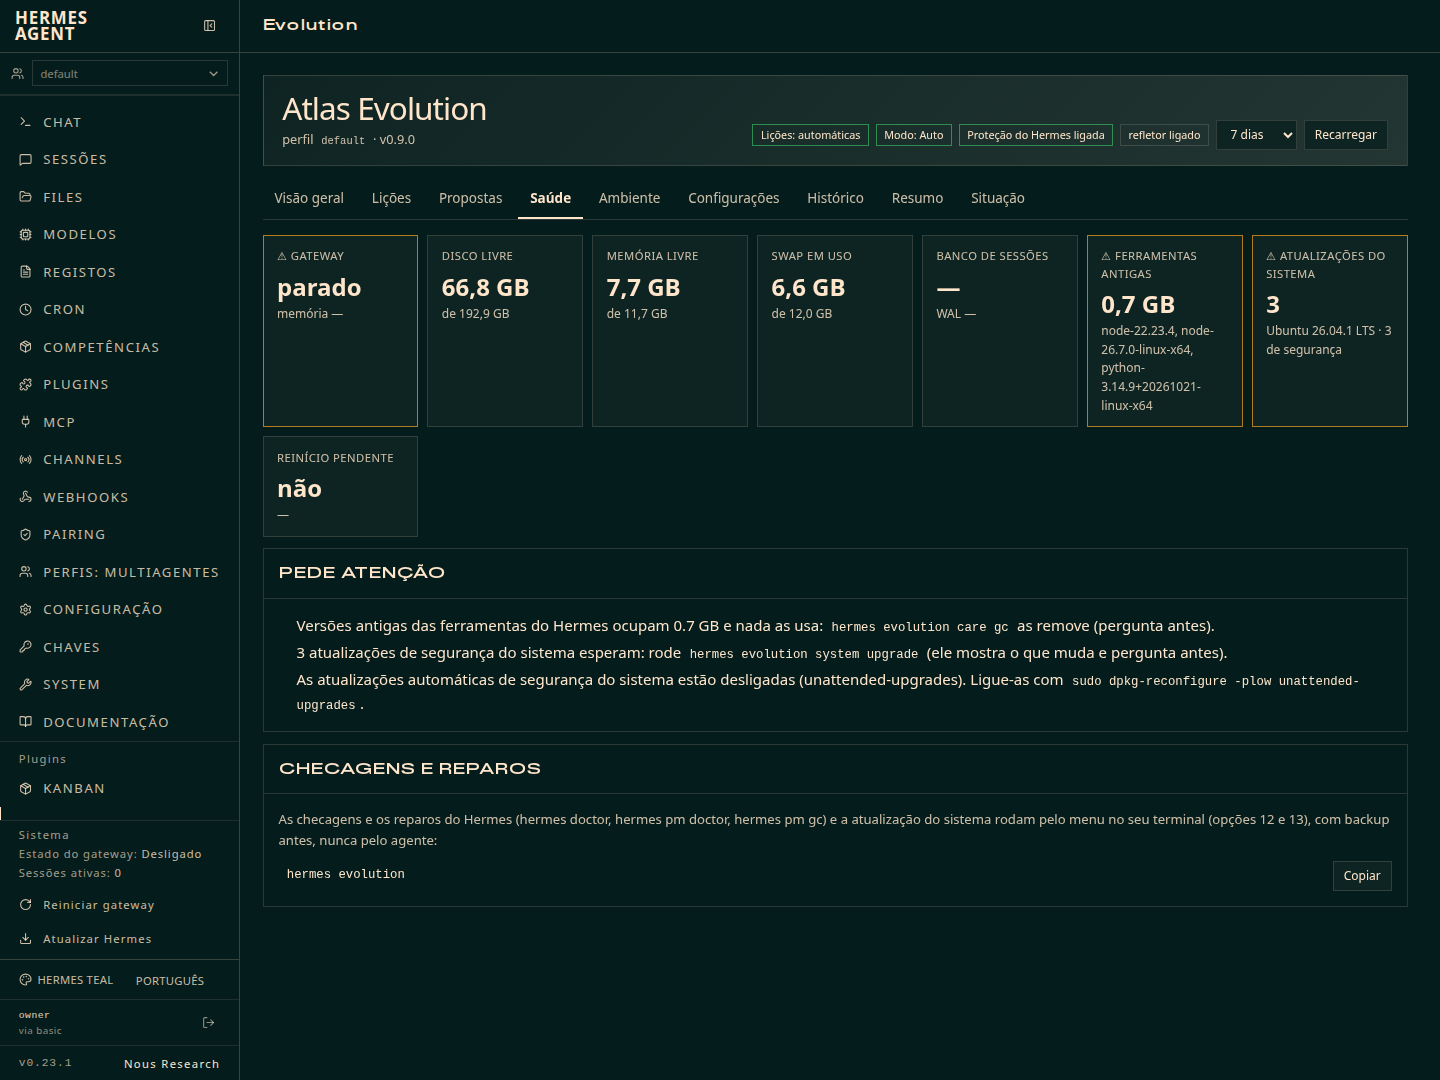 HERMES
AGENT
default
CHAT
SESSÕES
FILES
MODELOS
REGISTOS
CRON
COMPETÊNCIAS
PLUGINS
MCP
CHANNELS
WEBHOOKS
PAIRING
PERFIS: MULTIAGENTES
CONFIGURAÇÃO
CHAVES
SYSTEM
DOCUMENTAÇÃO
Plugins
KANBAN
Sistema
Estado do gateway: Desligado
Sessões ativas: 0
Reiniciar gateway
Atualizar Hermes
HERMES TEAL PORTUGUÊS
owner
via basic
v0.23.1 Nous Research
Evolution
Atlas Evolution
perfil default · v0.9.0
Lições: automáticas Modo: Auto Proteção do Hermes ligada refletor ligado 7 dias Recarregar
Visão geral Lições Propostas Saúde Ambiente Configurações Histórico Resumo Situação
⚠ GATEWAY
parado
memória —
DISCO LIVRE
66,8 GB
de 192,9 GB
MEMÓRIA LIVRE
7,7 GB
de 11,7 GB
SWAP EM USO
6,6 GB
de 12,0 GB
BANCO DE SESSÕES
—
WAL —
⚠ FERRAMENTAS
ANTIGAS
0,7 GB
node-22.23.4, node-
26.7.0-linux-x64,
python-
3.14.9+20261021-
linux-x64
⚠ ATUALIZAÇÕES DO
SISTEMA
3
Ubuntu 26.04.1 LTS · 3
de segurança
REINÍCIO PENDENTE
não
—
PEDE ATENÇÃO
Versões antigas das ferramentas do Hermes ocupam 0.7 GB e nada as usa: hermes evolution care gc as remove (pergunta antes).
3 atualizações de segurança do sistema esperam: rode hermes evolution system upgrade (ele mostra o que muda e pergunta antes).
As atualizações automáticas de segurança do sistema estão desligadas (unattended-upgrades). Ligue-as com sudo dpkg-reconfigure -plow unattended-
upgrades.
CHECAGENS E REPAROS
As checagens e os reparos do Hermes (hermes doctor, hermes pm doctor, hermes pm gc) e a atualização do sistema rodam pelo menu no seu terminal (opções 12 e 13), com backup
antes, nunca pelo agente:
hermes evolution Copiar